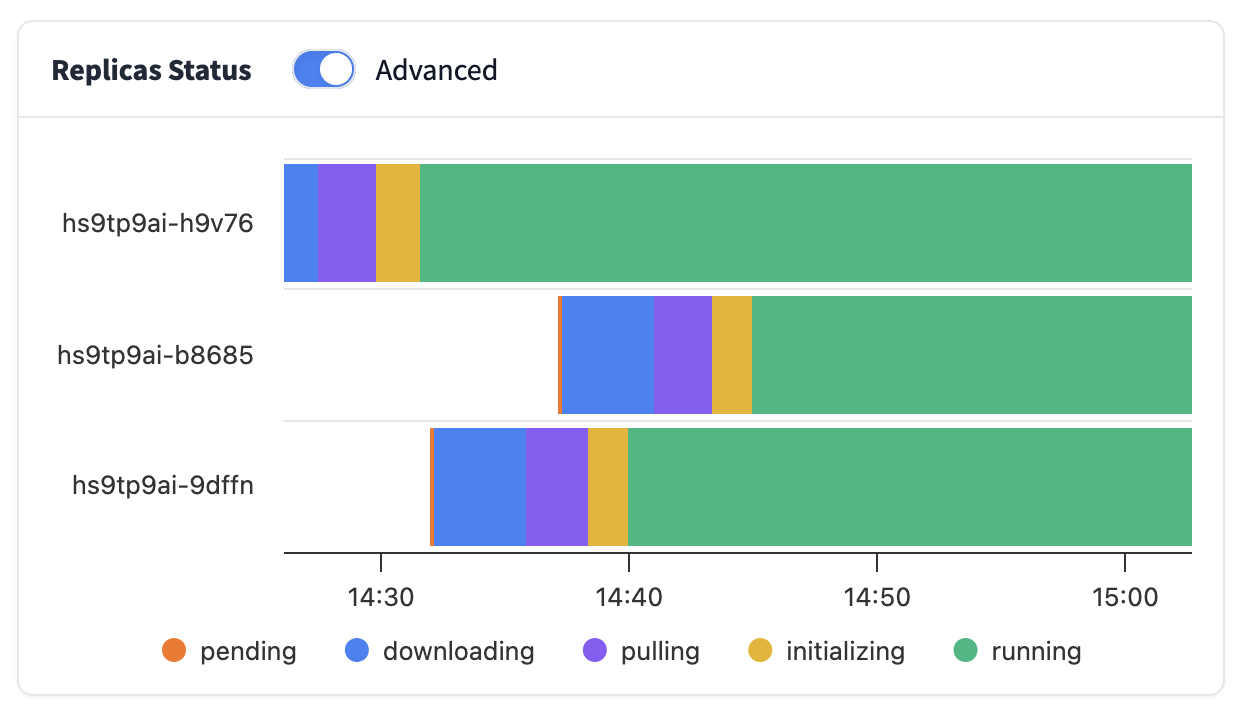 Replicas Status Advanced
hs9tp9ai-h9v76
hs9tp9ai-b8685
hs9tp9ai-9dffn
14:30 14:40 14:50 15:00
pending downloading pulling initializing running